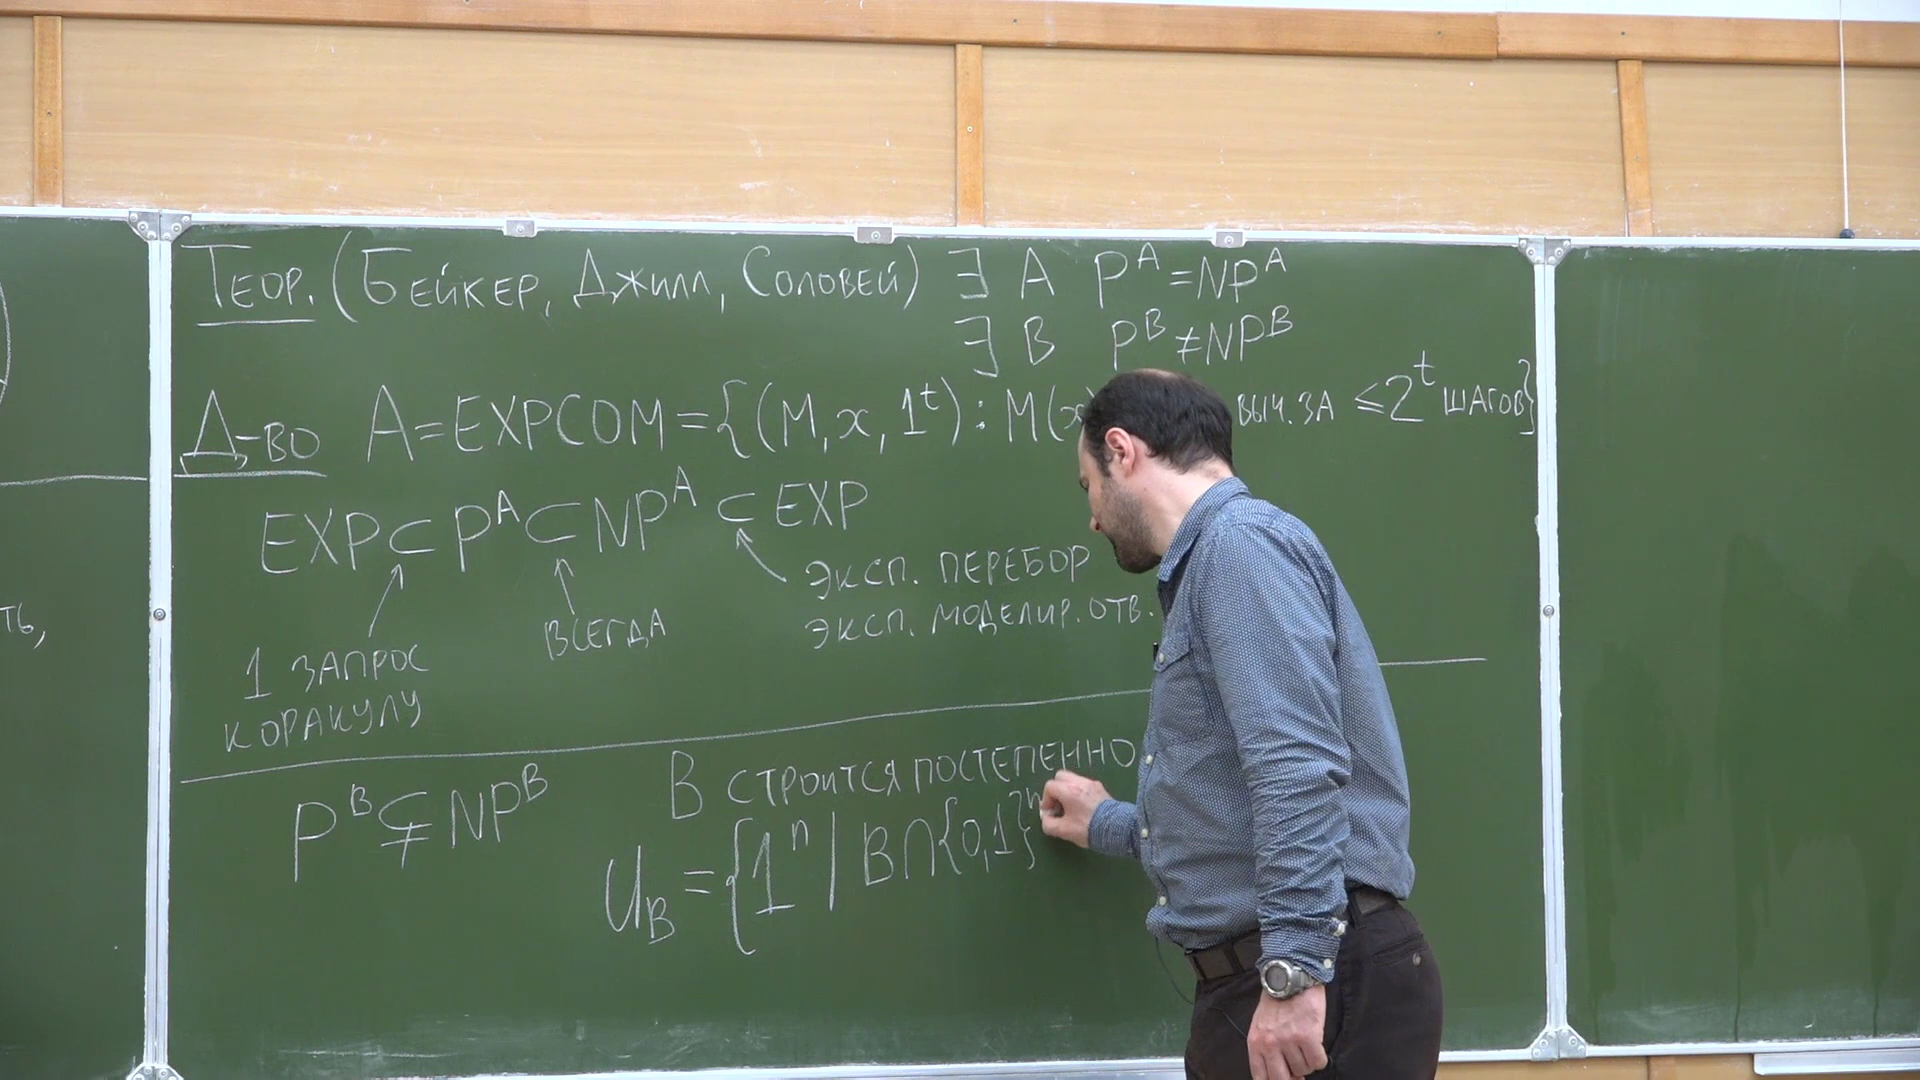 ть,
Теор. (Бейкер, Джилл, Соловей) ∃ A P^A = NP^A
∃ B P^B ≠ NP^B
Д-во A = EXPCOM = {(M, x, 1^t) : M(x выч. за ≤ 2^t шагов}
EXP ⊂ P^A ⊂ NP^A ⊂ EXP
эксп. перебор
всегда эксп. моделир. отв.
1 запрос
к оракулу
P^B ⊊ NP^B B строится постепенно
U_B = {1^n | B ∩ {0,1}^n